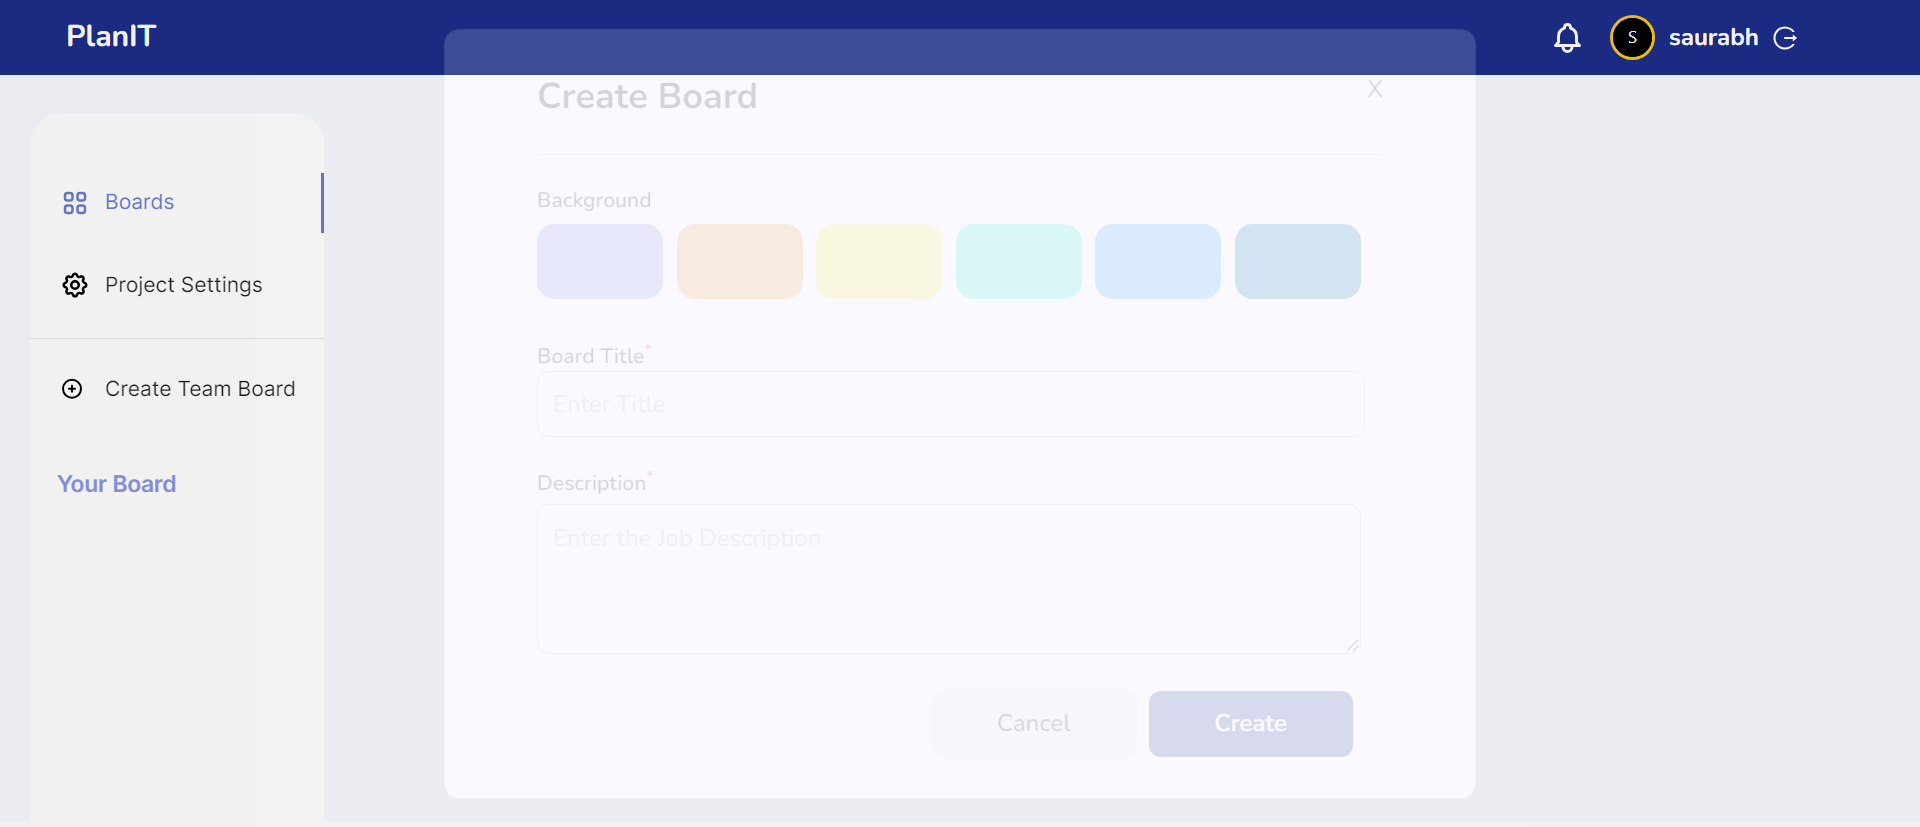 PlanIT
S saurabh
Create Board X
Boards
Background
Project Settings
Board Title*
Create Team Board
Enter Title
Your Board
Description*
Enter the Job Description
Cancel Create